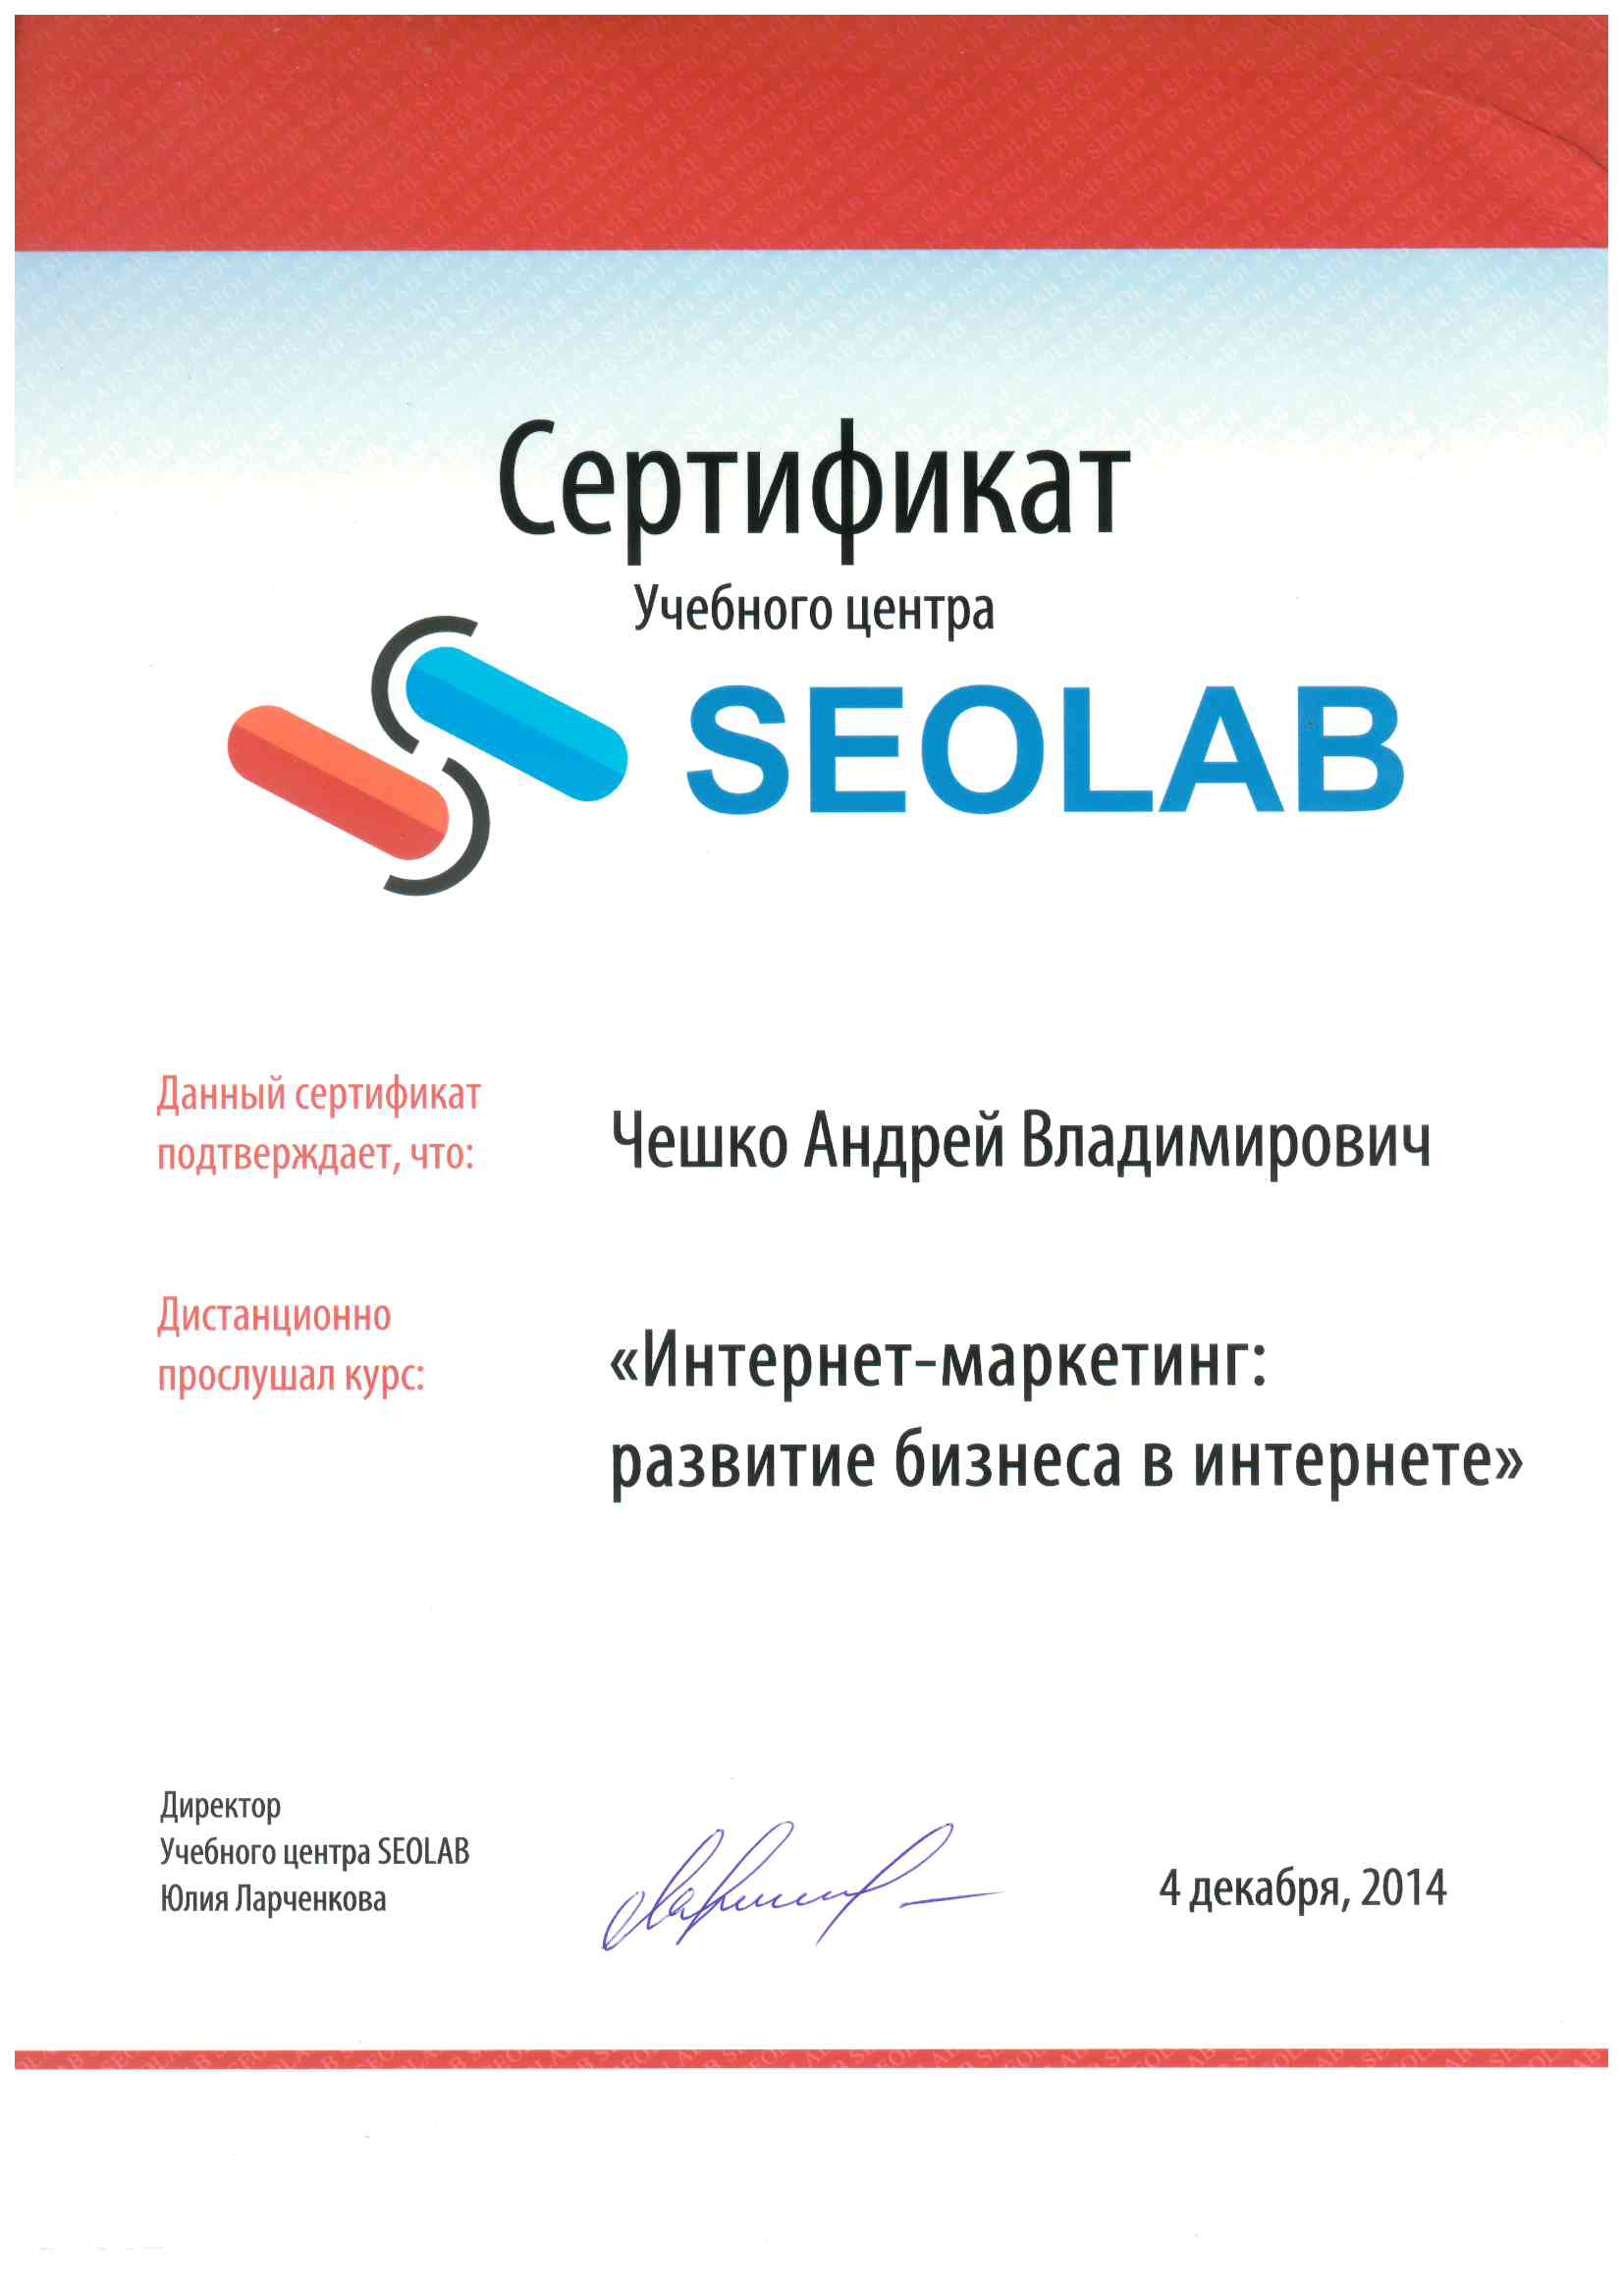 Сертификат
Учебного центра
SEOLAB
Данный сертификат
подтверждает, что:
Чешко Андрей Владимирович
Дистанционно
прослушал курс:
«Интернет-маркетинг:
развитие бизнеса в интернете»
Директор
Учебного центра SEOLAB
Юлия Ларченкова
4 декабря, 2014